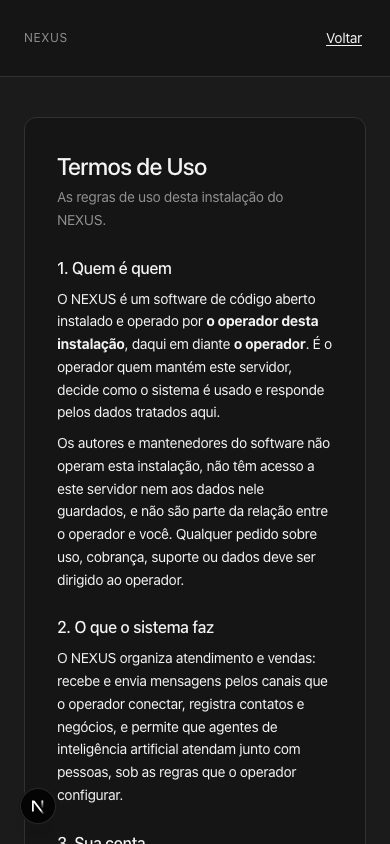 NEXUS
Voltar
Termos de Uso
As regras de uso desta instalação do
NEXUS.
1. Quem é quem
O NEXUS é um software de código aberto
instalado e operado por o operador desta
instalação, daqui em diante o operador. É o
operador quem mantém este servidor,
decide como o sistema é usado e responde
pelos dados tratados aqui.
Os autores e mantenedores do software não
operam esta instalação, não têm acesso a
este servidor nem aos dados nele
guardados, e não são parte da relação entre
o operador e você. Qualquer pedido sobre
uso, cobrança, suporte ou dados deve ser
dirigido ao operador.
2. O que o sistema faz
O NEXUS organiza atendimento e vendas:
recebe e envia mensagens pelos canais que
o operador conectar, registra contatos e
negócios, e permite que agentes de
inteligência artificial atendam junto com
pessoas, sob as regras que o operador
configurar.
N
3. Sua conta